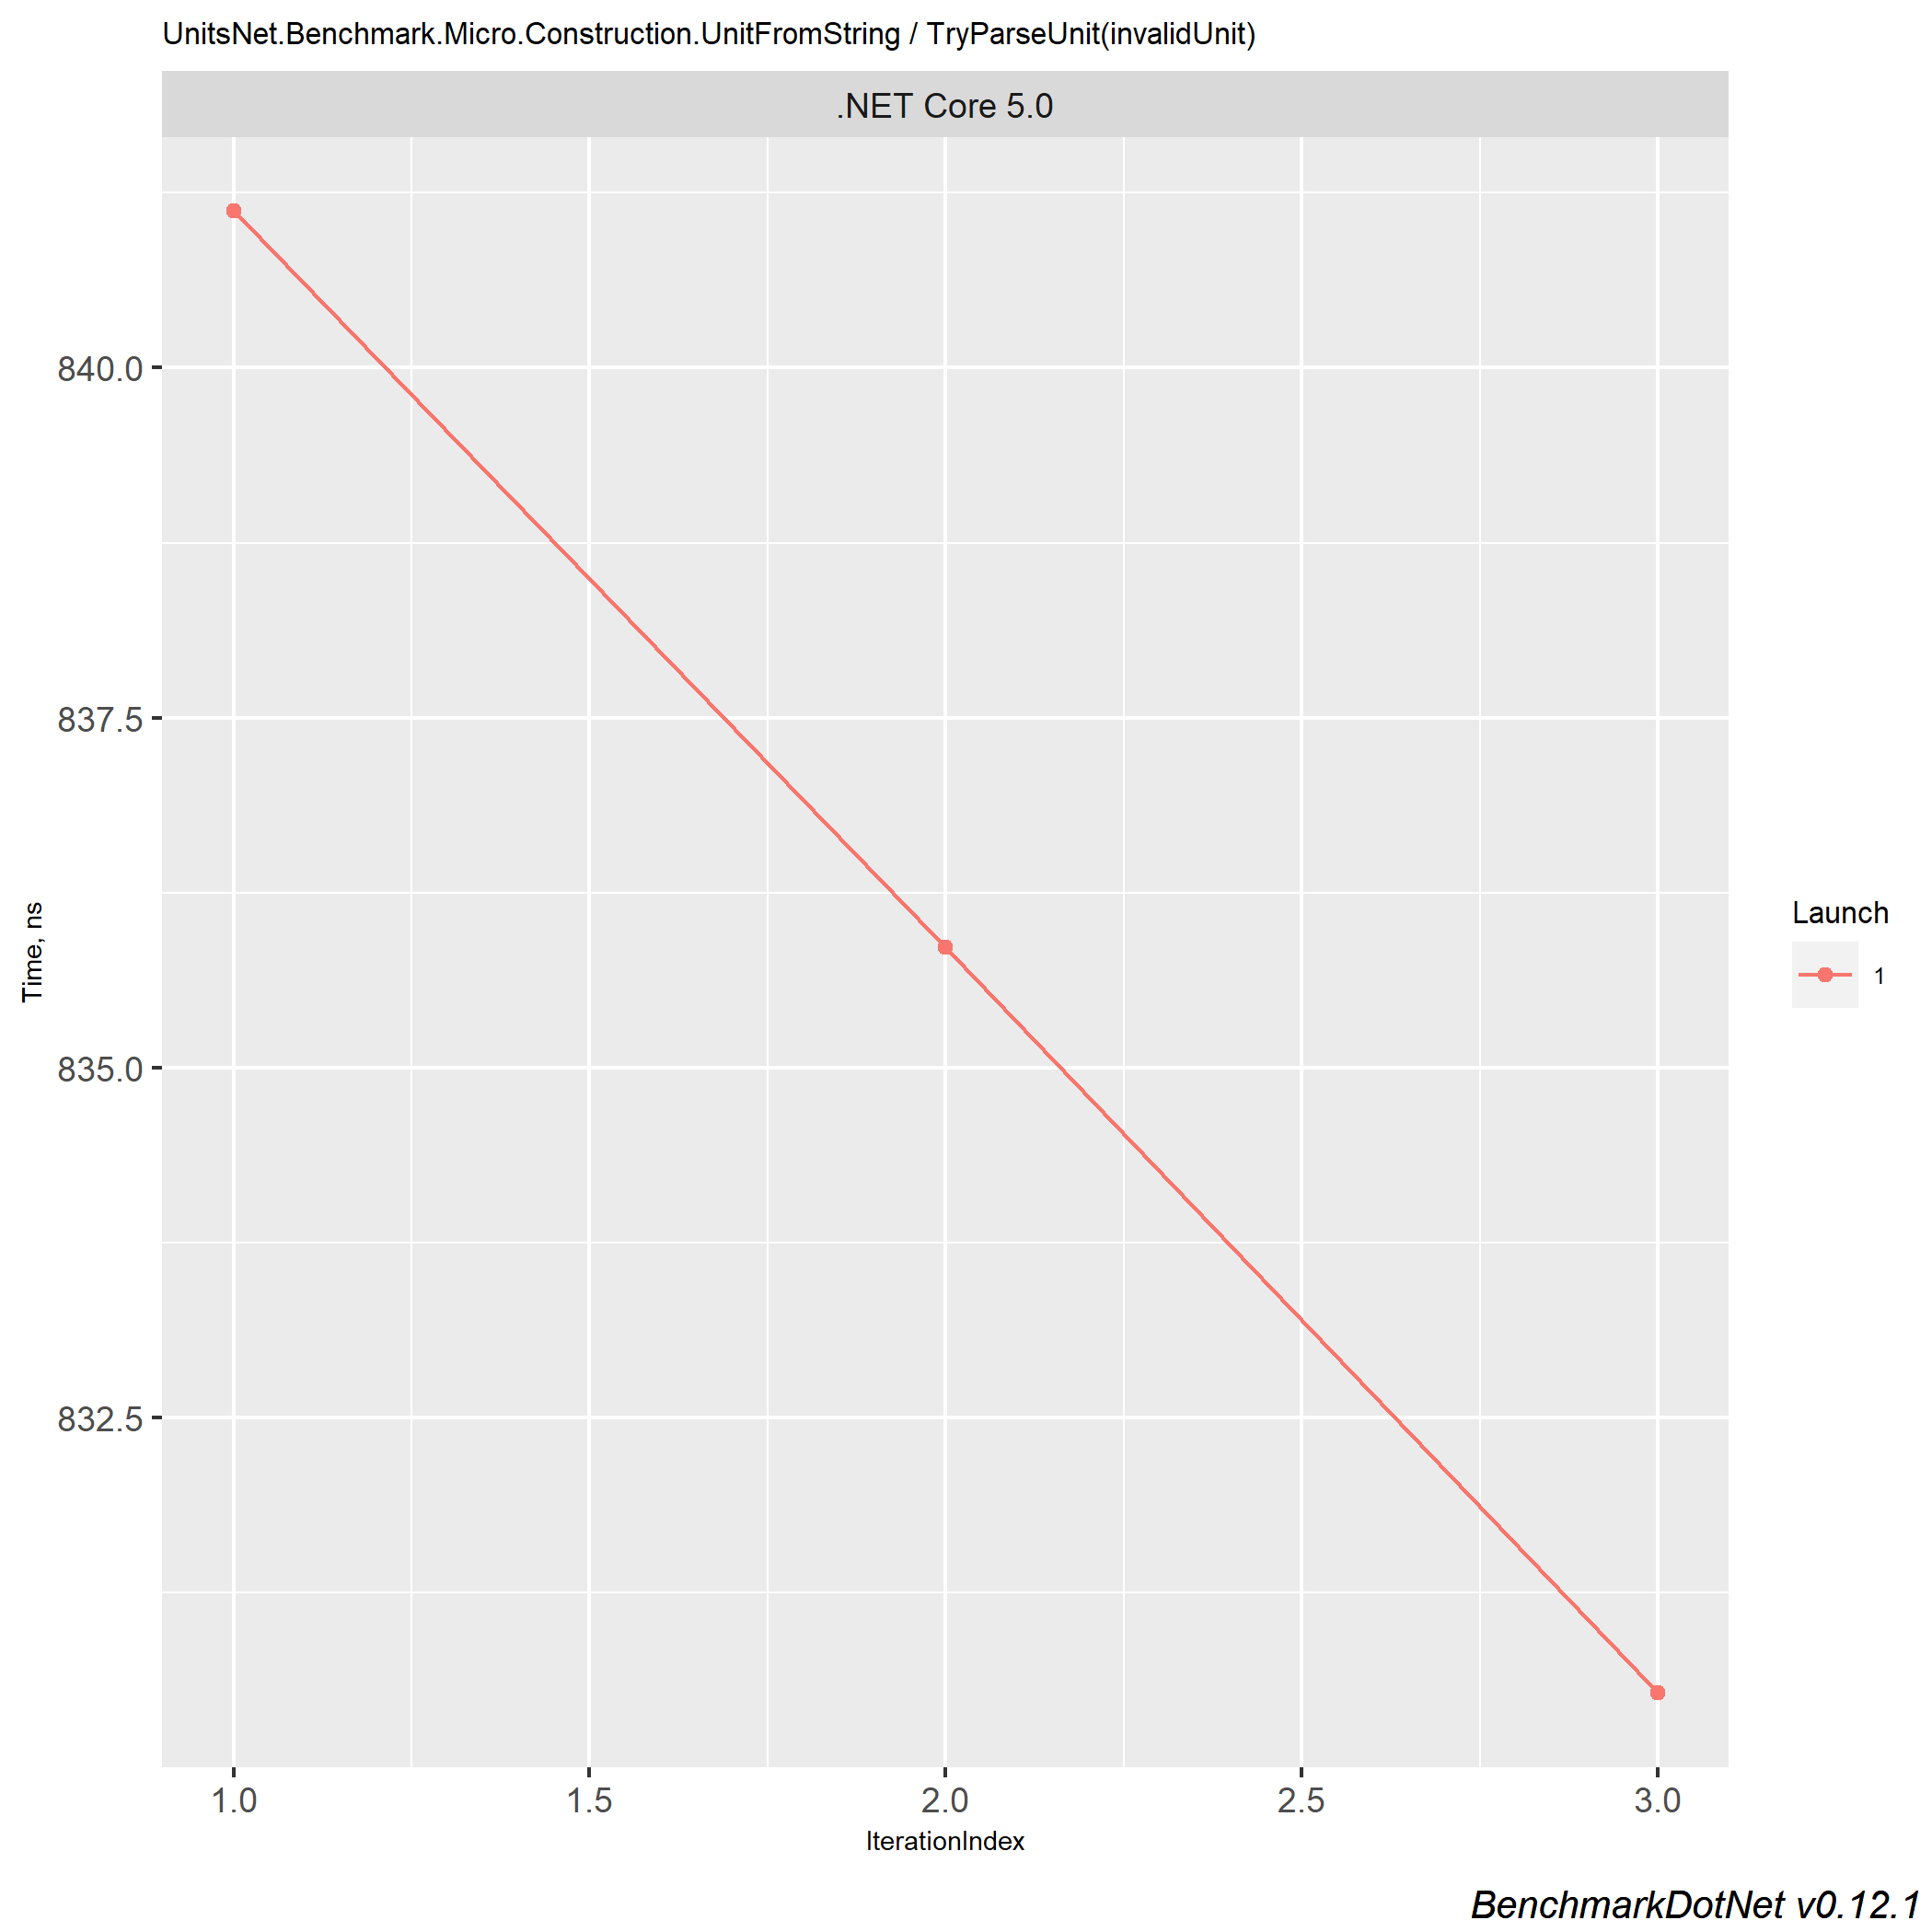 UnitsNet.Benchmark.Micro.Construction.UnitFromString / TryParseUnit(invalidUnit)
.NET Core 5.0
840.0
837.5
835.0
832.5
Time, ns
1.0 1.5 2.0 2.5 3.0
IterationIndex
Launch
1
BenchmarkDotNet v0.12.1